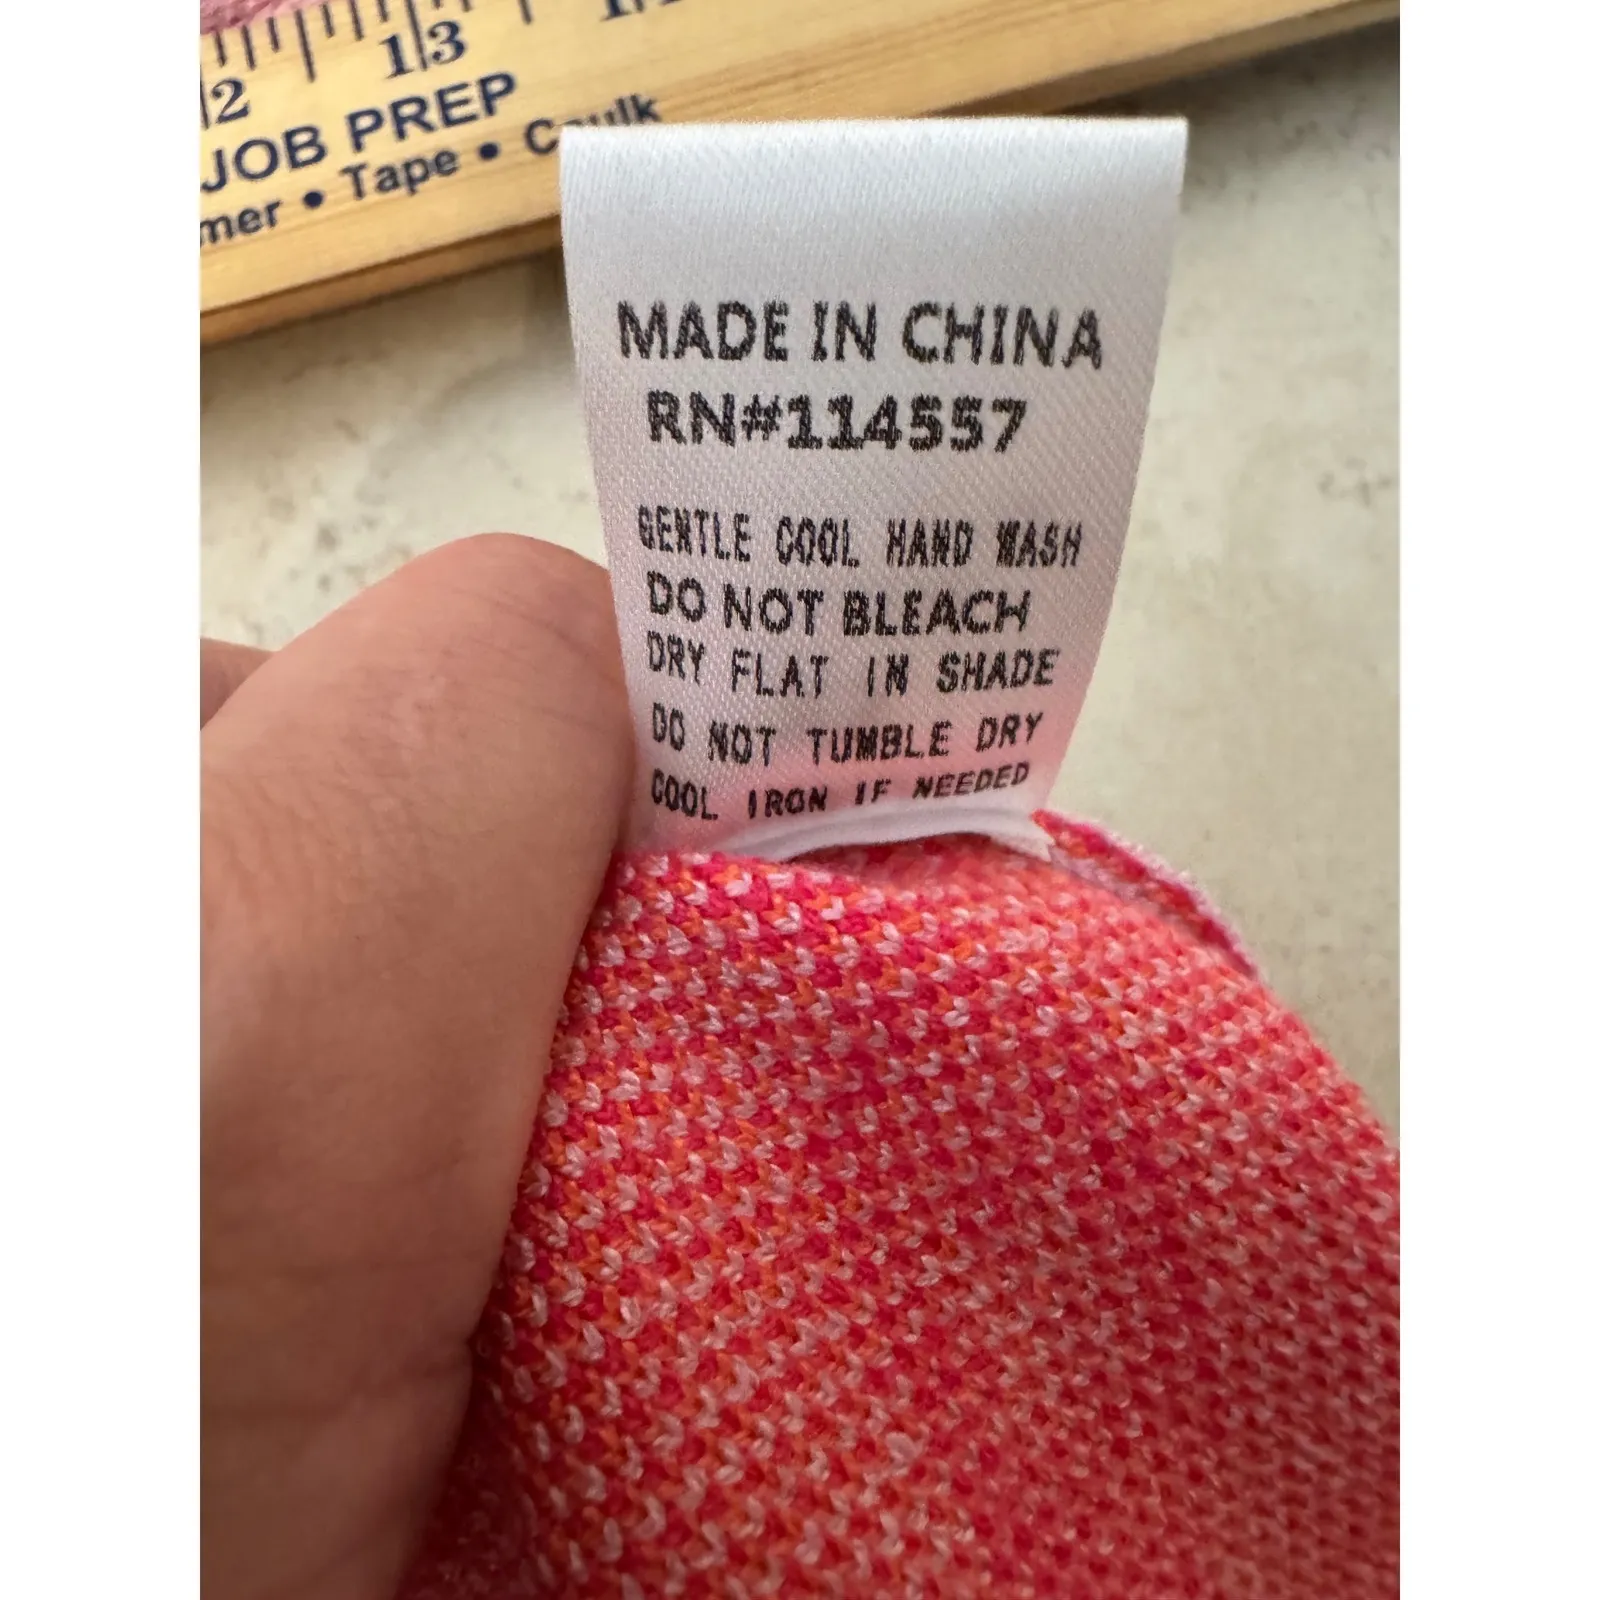 12 13
JOB PREP
mer • Tape • Caulk
MADE IN CHINA
RN#114557
GENTLE COOL HAND WASH
DO NOT BLEACH
DRY FLAT IN SHADE
DO NOT TUMBLE DRY
COOL IRON IF NEEDED